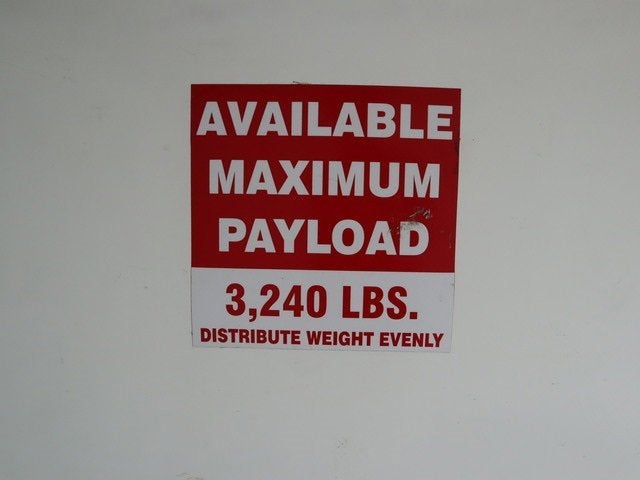 AVAILABLE
MAXIMUM
PAYLOAD
3,240 LBS.
DISTRIBUTE WEIGHT EVENLY